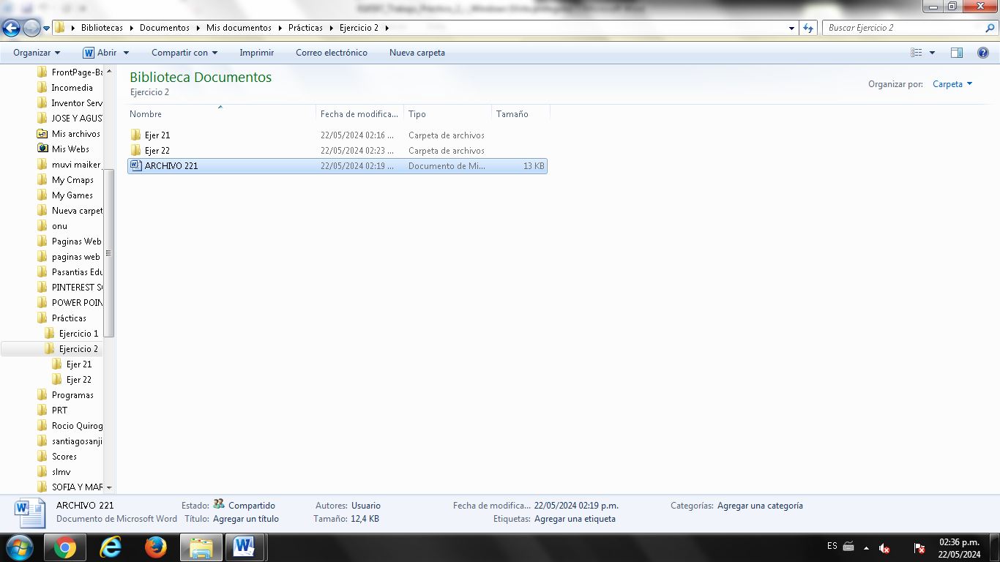 Bibliotecas Documentos Mis documentos Prácticas Ejercicio 2
Buscar Ejercicio 2
Organizar Abrir Compartir con Imprimir Correo electrónico Nueva carpeta
FrontPage-Ba
Incomedia
Inventor Serv
JOSE Y AGUS
Mis archivos
Mis Webs
muvi maiker
My Cmaps
My Games
Nueva carpet
onu
Paginas Web
paginas web
Pasantias Edu
PINTEREST S
POWER POIN
Prácticas
Ejercicio 1
Ejercicio 2
Ejer 21
Ejer 22
Programas
PRT
Rocio Quirog
santiagosanji
Scores
slmv
SOFIA Y MAR
Biblioteca Documentos
Ejercicio 2
Organizar por: Carpeta
Nombre Fecha de modifica... Tipo Tamaño
Ejer 21 22/05/2024 02:16 ... Carpeta de archivos
Ejer 22 22/05/2024 02:23 ... Carpeta de archivos
ARCHIVO 221 22/05/2024 02:19 ... Documento de Mi... 13 KB
ARCHIVO 221 Estado: Compartido Autores: Usuario Fecha de modifica... 22/05/2024 02:19 p.m. Categorías: Agregar una categoría
Documento de Microsoft Word Título: Agregar un título Tamaño: 12,4 KB Etiquetas: Agregar una etiqueta
ES 02:36 p.m.
22/05/2024